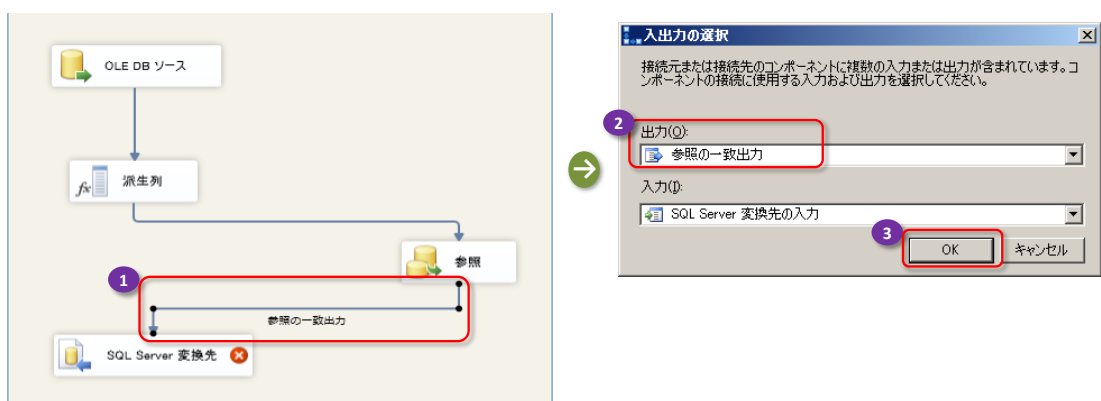 OLE DB ソース
派生列
参照
1
参照の一致出力
SQL Server 変換先
入出力の選択
接続元または接続先のコンポーネントに複数の入力または出力が含まれています。コ
ンポーネントの接続に使用する入力および出力を選択してください。
2
出力(O):
参照の一致出力
入力(I):
SQL Server 変換先の入力
3
OK
キャンセル